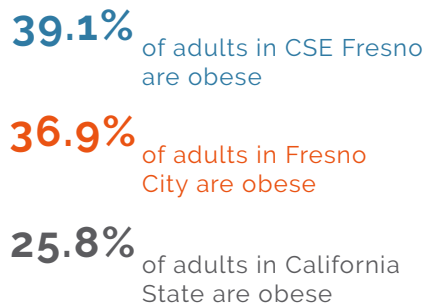 39.1%
of adults in CSE Fresno
are obese
36.9%
of adults in Fresno
City are obese
25.8%
of adults in California
State are obese